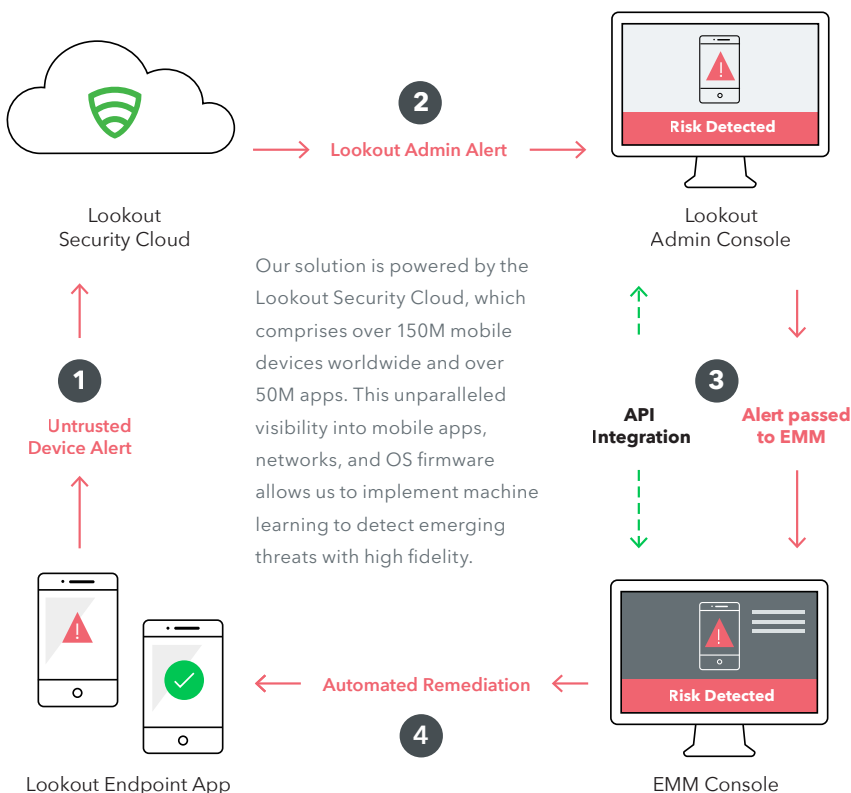 2
Lookout Admin Alert
Risk Detected
Lookout
Security Cloud
Lookout
Admin Console
Our solution is powered by the
Lookout Security Cloud, which
comprises over 150M mobile
devices worldwide and over
50M apps. This unparalleled
visibility into mobile apps,
networks, and OS firmware
allows us to implement machine
learning to detect emerging
threats with high fidelity.
1
Untrusted
Device Alert
3
API
Integration
Alert passed
to EMM
Automated Remediation
4
Risk Detected
Lookout Endpoint App
EMM Console